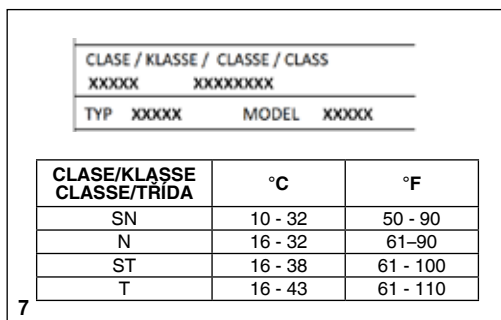 CLASE / KLASSE / CLASSE / CLASS
XXXXX XXXXXXXX
TYP XXXXX MODEL XXXXX
CLASE/KLASSE
CLASSE/TŘÍDA
°C °F
SN 10 - 32 50 - 90
N 16 - 32 61–90
ST 16 - 38 61 - 100
T 16 - 43 61 - 110
7